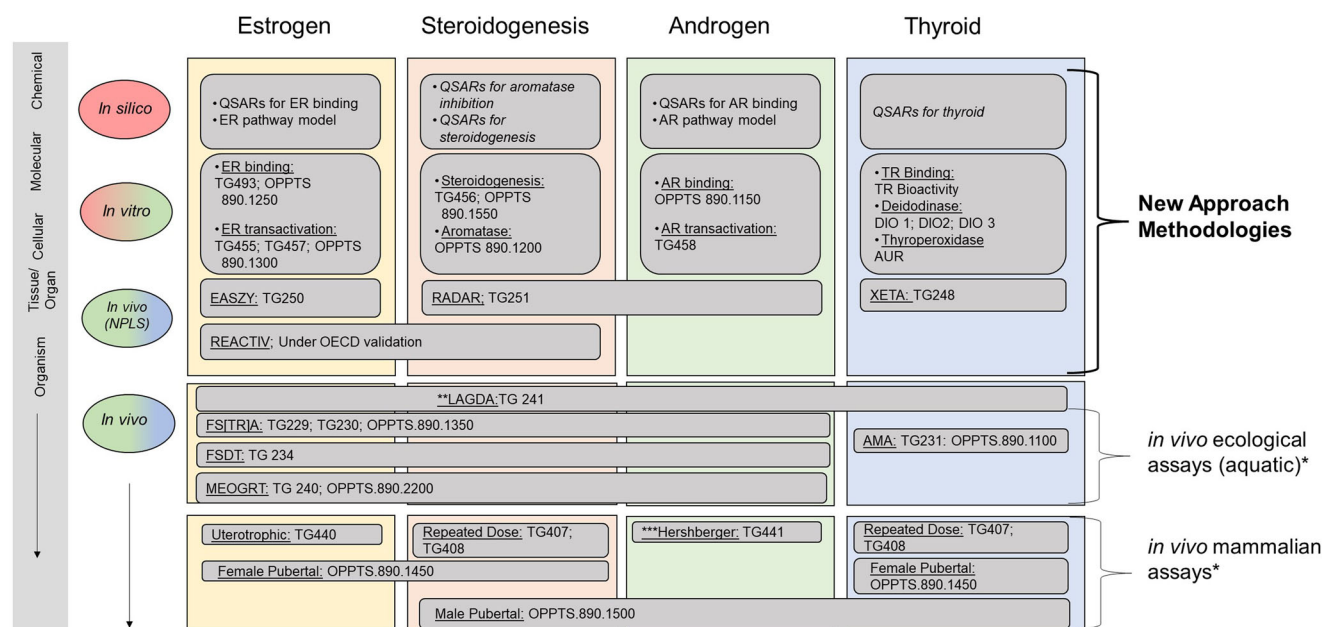 Estrogen
Steroidogenesis
Androgen
Thyroid
Chemical
Molecular
Cellular
Tissue/
Organ
Organism
In silico
•QSARs for ER binding
•ER pathway model
•QSARs for aromatase
inhibition
•QSARs for
steroidogenesis
•QSARs for AR binding
•AR pathway model
QSARs for thyroid
In vitro
•ER binding:
TG493; OPPTS
890.1250
•ER transactivation:
TG455; TG457; OPPTS
890.1300
•Steroidogenesis:
TG456; OPPTS
890.1550
•Aromatase:
OPPTS 890.1200
•AR binding:
OPPTS 890.1150
•AR transactivation:
TG458
•TR Binding:
TR Bioactivity
•Deidodinase:
DIO 1; DIO2; DIO 3
•Thyroperoxidase
AUR
New Approach
Methodologies
In vivo
(NPLS)
EASZY: TG250
RADAR; TG251
XETA: TG248
REACTIV; Under OECD validation
In vivo
**LAGDA:TG 241
FS[TR]A: TG229; TG230; OPPTS.890.1350
AMA: TG231: OPPTS.890.1100
FSDT: TG 234
MEOGRT: TG 240; OPPTS.890.2200
in vivo ecological
assays (aquatic)*
Uterotrophic: TG440
Repeated Dose: TG407;
TG408
***Hershberger: TG441
Repeated Dose: TG407;
TG408
Female Pubertal: OPPTS.890.1450
Female Pubertal:
OPPTS.890.1450
Male Pubertal: OPPTS.890.1500
in vivo mammalian
assays*